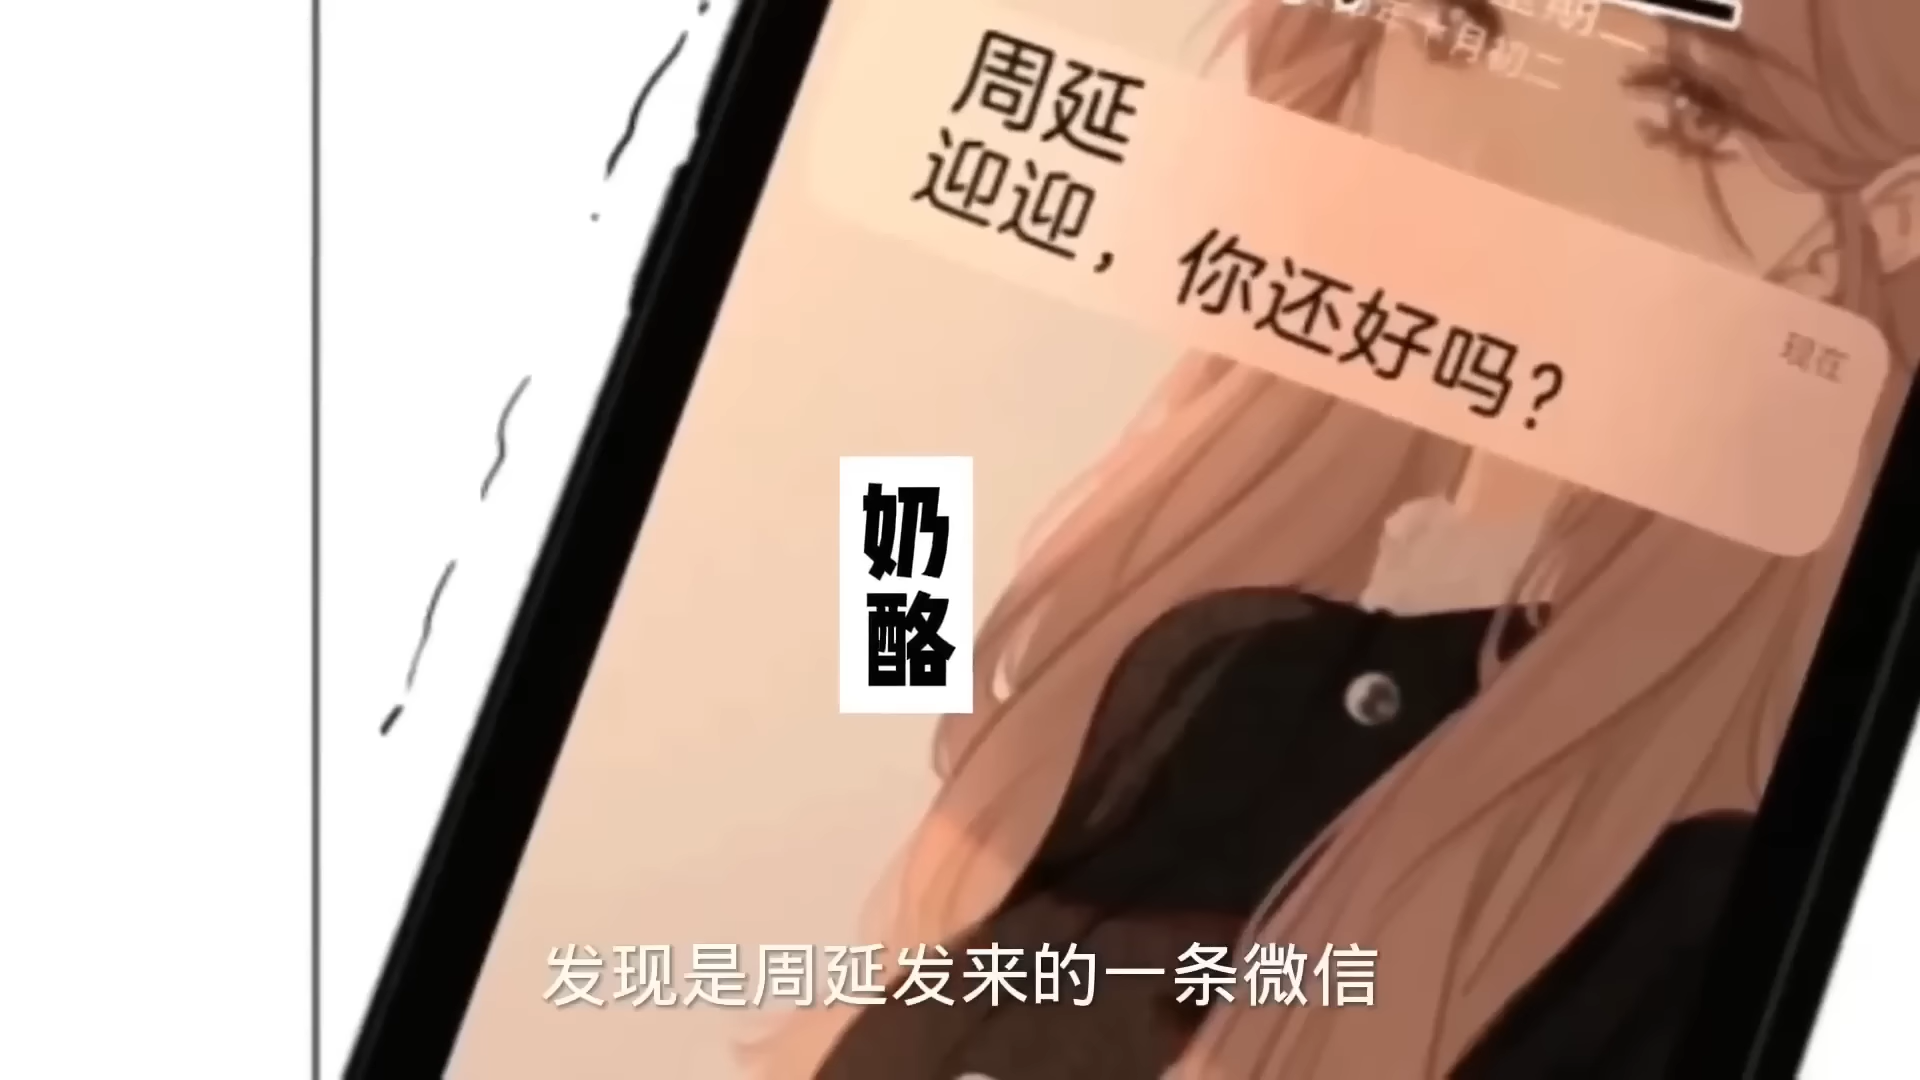 周延
迎迎，你还好吗？
现在
奶酪
发现是周延发来的一条微信